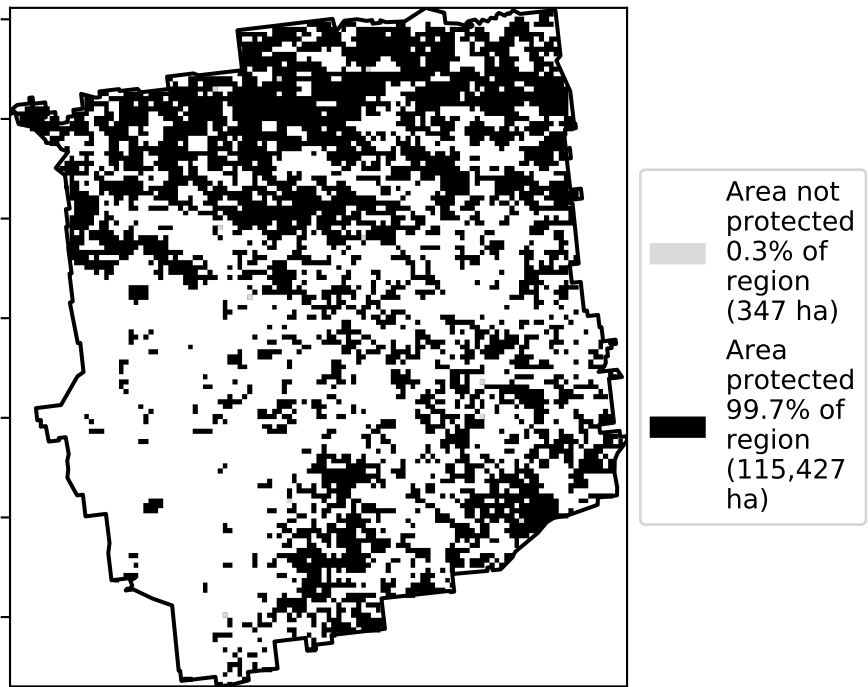 Area not
protected
0.3% of
region
(347 ha)
Area
protected
99.7% of
region
(115,427
ha)